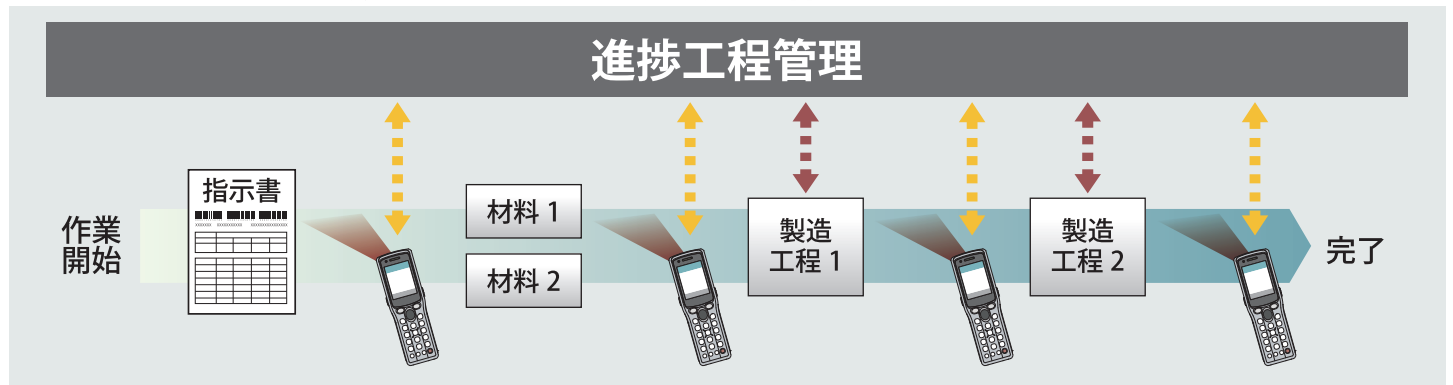 進捗工程管理
作業
開始
指示書
材料 1
材料 2
製造
工程 1
製造
工程 2
完了